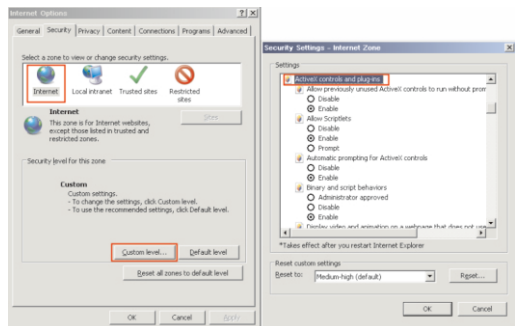 Internet Options
General Security Privacy Content Connections Programs Advanced
Select a zone to view or change security settings.
Internet Local intranet Trusted sites Restricted
sites
Internet
This zone is for Internet websites,
except those listed in trusted and
restricted zones.
Sites
Security level for this zone
Custom
Custom settings.
- To change the settings, click Custom level.
- To use the recommended settings, click Default level.
Custom level... Default level
Reset all zones to default level
OK Cancel Apply
Security Settings - Internet Zone
Settings
ActiveX controls and plug-ins
Allow previously unused ActiveX controls to run without pron
Disable
Enable
Allow Scriptlets
Disable
Enable
Prompt
Automatic prompting for ActiveX controls
Disable
Enable
Binary and script behaviors
Administrator approved
Disable
Enable
Display video and animation on a webpage that does not use
*Takes effect after you restart Internet Explorer
Reset custom settings
Reset to: Medium-high (default) Reset...
OK Cancel